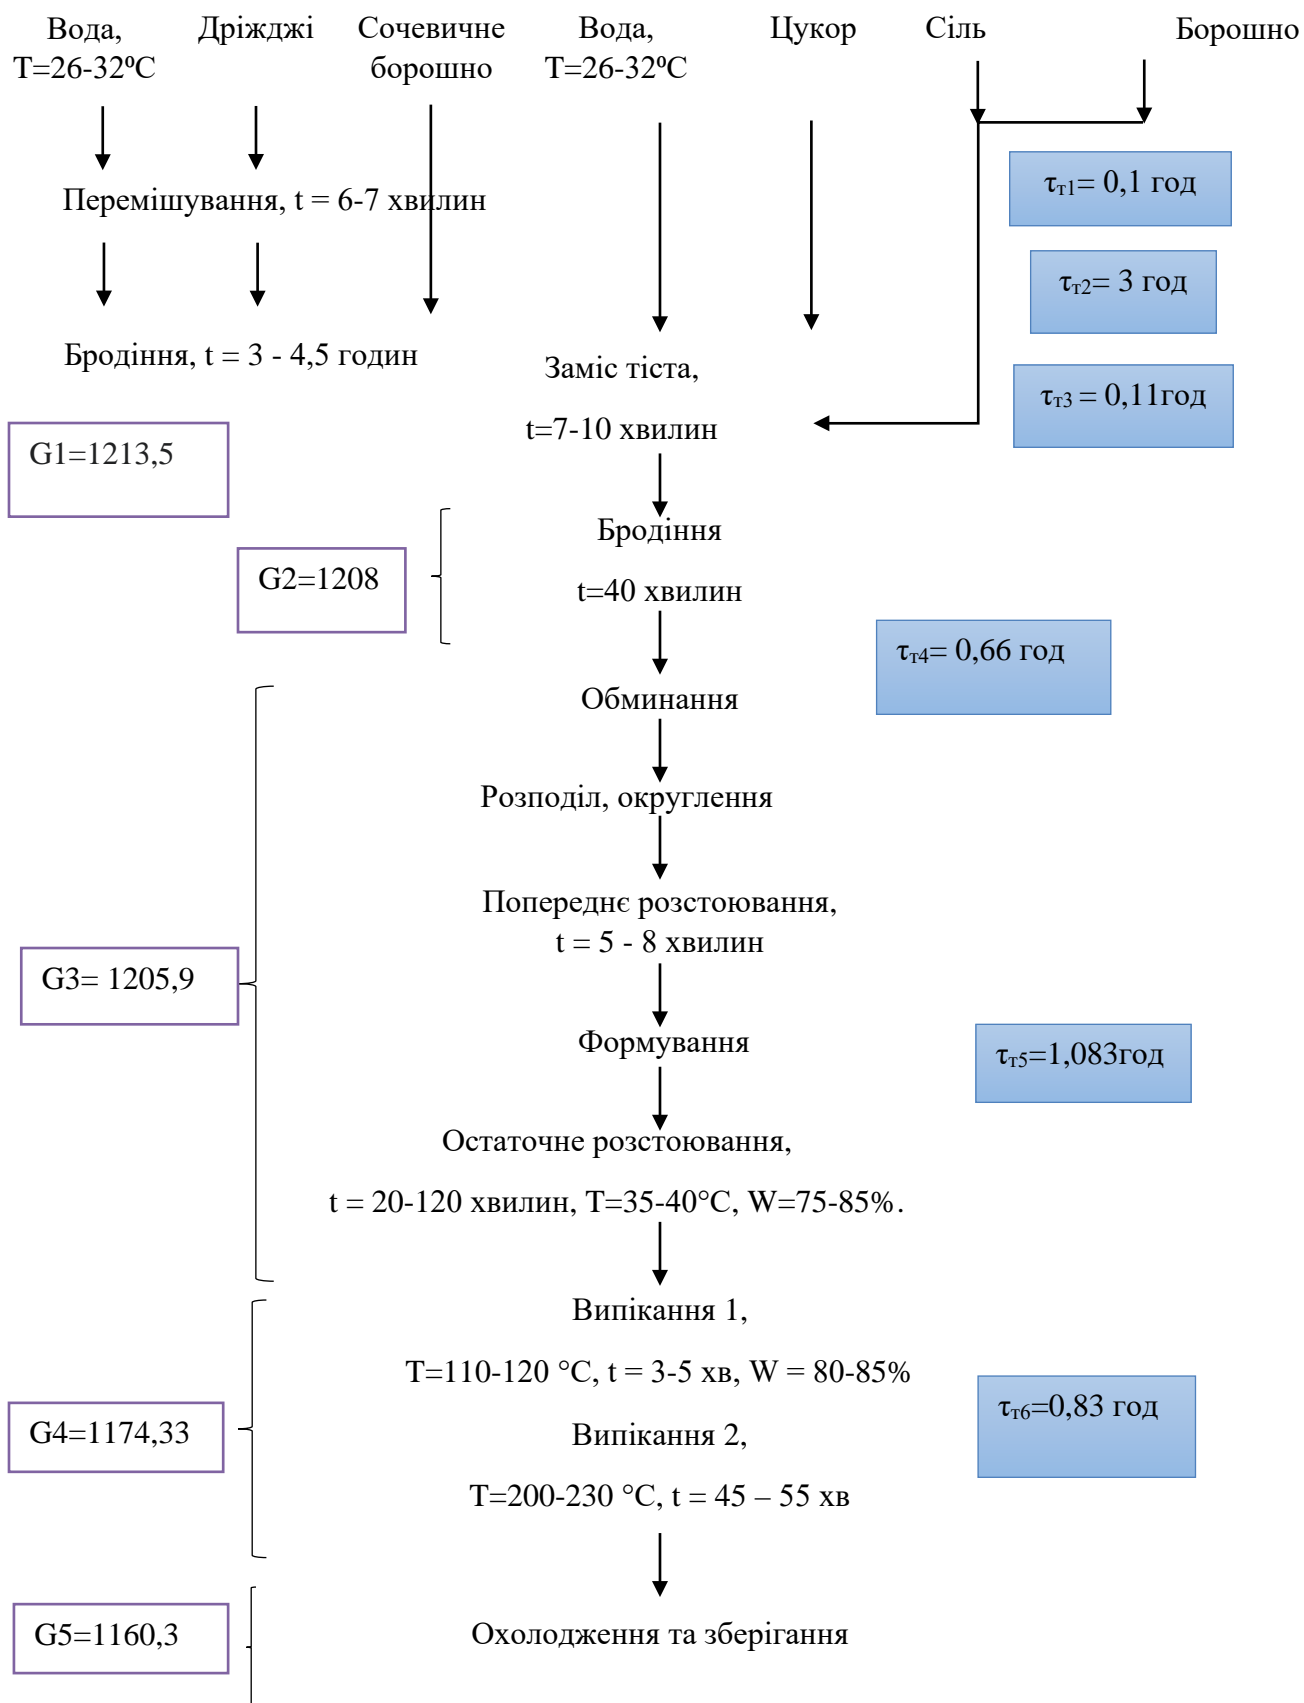 Вода,
Т=26-32⁰С
Дріжджі
Сочевичне
борошно
Вода,
Т=26-32⁰С
Цукор
Сіль
Борошно
τт1= 0,1 год
Перемішування, t = 6-7 хвилин
τт2= 3 год
Бродіння, t = 3 - 4,5 годин
Заміс тіста,
t=7-10 хвилин
τт3 = 0,11год
G1=1213,5
Бродіння
t=40 хвилин
G2=1208
τт4= 0,66 год
Обминання
Розподіл, округлення
Попереднє розстоювання,
t = 5 - 8 хвилин
G3= 1205,9
Формування
τт5=1,083год
Остаточне розстоювання,
t = 20-120 хвилин, Т=35-40°С, W=75-85%.
Випікання 1,
Т=110-120 °С, t = 3-5 хв, W = 80-85%
τт6=0,83 год
G4=1174,33
Випікання 2,
Т=200-230 °С, t = 45 – 55 хв
G5=1160,3
Охолодження та зберігання